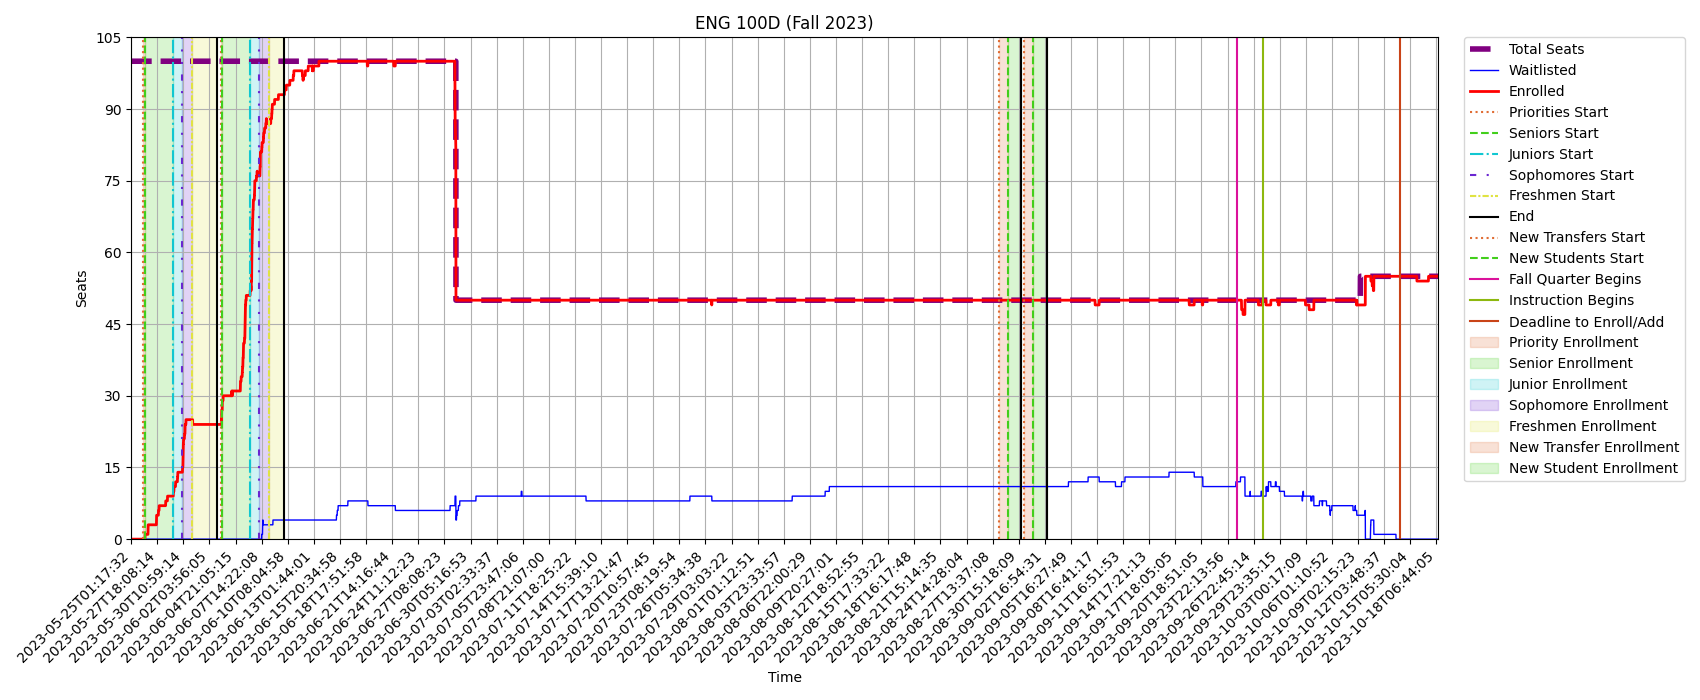 ENG 100D (Fall 2023)
Seats
105
90
75
60
45
30
15
0
2023-05-25T01:17:32
2023-05-27T18:08:14
2023-05-30T10:59:14
2023-06-02T03:56:05
2023-06-04T21:05:15
2023-06-07T14:22:08
2023-06-10T08:04:58
2023-06-13T01:44:01
2023-06-15T20:34:58
2023-06-18T17:51:58
2023-06-21T14:16:44
2023-06-24T11:12:23
2023-06-27T08:08:23
2023-06-30T05:16:53
2023-07-03T02:33:37
2023-07-05T23:47:06
2023-07-08T21:07:00
2023-07-11T18:25:22
2023-07-14T15:39:10
2023-07-17T13:21:47
2023-07-20T10:57:45
2023-07-23T08:19:54
2023-07-26T05:34:38
2023-07-29T03:03:22
2023-08-01T01:12:51
2023-08-03T23:33:57
2023-08-06T22:00:29
2023-08-09T20:27:01
2023-08-12T18:52:55
2023-08-15T17:33:22
2023-08-18T16:17:48
2023-08-21T15:14:35
2023-08-24T14:28:04
2023-08-27T13:37:08
2023-08-30T15:18:09
2023-09-02T16:54:31
2023-09-05T16:27:49
2023-09-08T16:41:17
2023-09-11T16:51:53
2023-09-14T17:21:13
2023-09-17T18:05:05
2023-09-20T18:51:05
2023-09-23T22:13:56
2023-09-26T22:45:14
2023-09-29T23:35:15
2023-10-03T00:17:09
2023-10-06T01:10:52
2023-10-09T02:15:23
2023-10-12T03:48:37
2023-10-15T05:30:04
2023-10-18T06:44:05
Time
Total Seats
Waitlisted
Enrolled
Priorities Start
Seniors Start
Juniors Start
Sophomores Start
Freshmen Start
End
New Transfers Start
New Students Start
Fall Quarter Begins
Instruction Begins
Deadline to Enroll/Add
Priority Enrollment
Senior Enrollment
Junior Enrollment
Sophomore Enrollment
Freshmen Enrollment
New Transfer Enrollment
New Student Enrollment